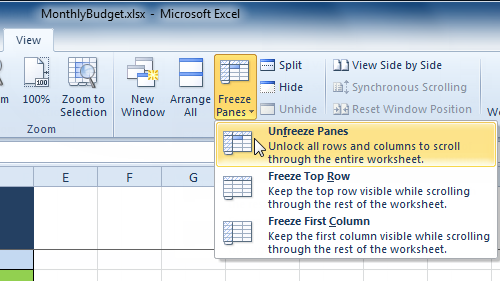 MonthlyBudget.xlsx - Microsoft Excel
View
100%
Zoom to Selection
Zoom
New Window
Arrange All
Freeze Panes
Split
Hide
Unhide
View Side by Side
Synchronous Scrolling
Reset Window Position
Unfreeze Panes
Unlock all rows and columns to scroll
through the entire worksheet.
Freeze Top Row
Keep the top row visible while scrolling
through the rest of the worksheet.
Freeze First Column
Keep the first column visible while scrolling
through the rest of the worksheet.
E F G